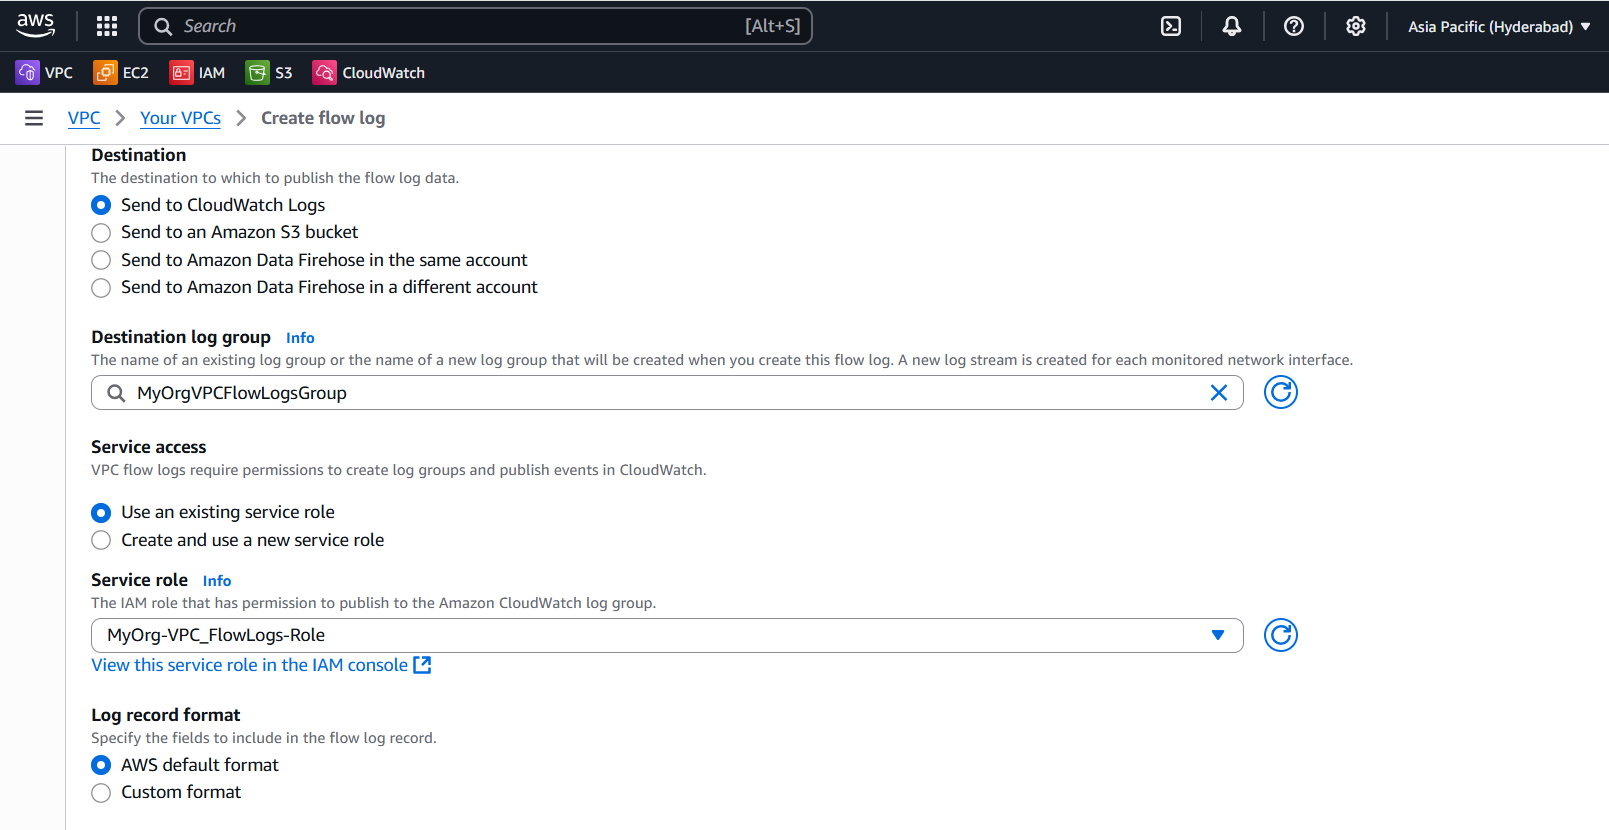 aws
Search [Alt+S]
Asia Pacific (Hyderabad)
VPC EC2 IAM S3 CloudWatch
VPC Your VPCs Create flow log
Destination
The destination to which to publish the flow log data.
Send to CloudWatch Logs
Send to an Amazon S3 bucket
Send to Amazon Data Firehose in the same account
Send to Amazon Data Firehose in a different account
Destination log group Info
The name of an existing log group or the name of a new log group that will be created when you create this flow log. A new log stream is created for each monitored network interface.
MyOrgVPCFlowLogsGroup
Service access
VPC flow logs require permissions to create log groups and publish events in CloudWatch.
Use an existing service role
Create and use a new service role
Service role Info
The IAM role that has permission to publish to the Amazon CloudWatch log group.
MyOrg-VPC_FlowLogs-Role
View this service role in the IAM console
Log record format
Specify the fields to include in the flow log record.
AWS default format
Custom format